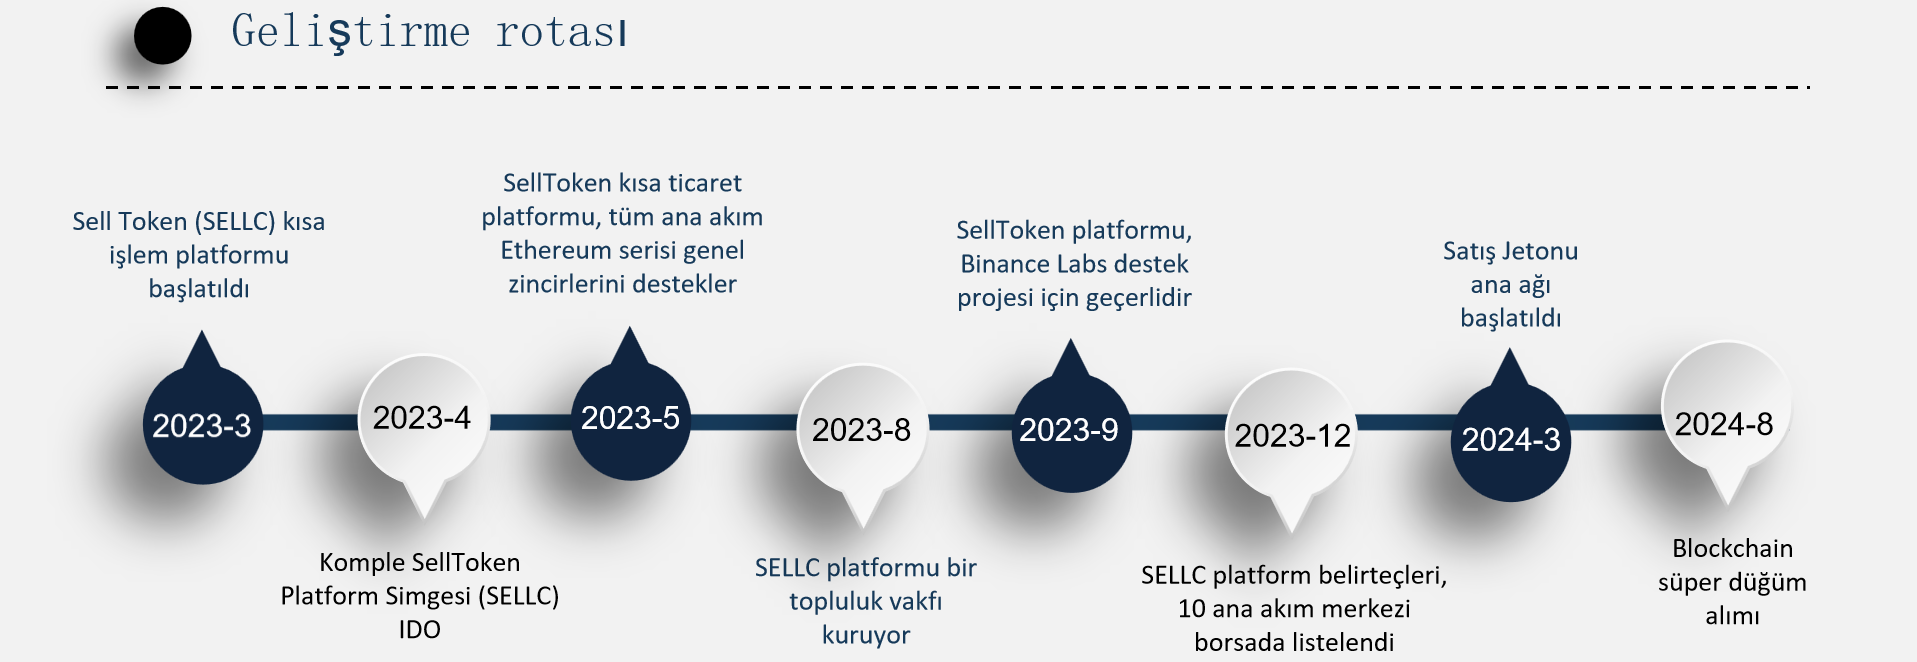 Geliştirme rotası
Sell Token (SELLC) kısa
işlem platformu
başlatıldı
2023-3
2023-4
Komple SellToken
Platform Simgesi (SELLC)
IDO
SellToken kısa ticaret
platformu, tüm ana akım
Ethereum serisi genel
zincirlerini destekler
2023-5
2023-8
SELLC platformu bir
topluluk vakfı
kuruyor
SellToken platformu,
Binance Labs destek
projesi için geçerlidir
2023-9
2023-12
SELLC platform belirteçleri,
10 ana akım merkezi
borsada listelendi
Satış Jetonu
ana ağı
başlatıldı
2024-3
2024-8
Blockchain
süper düğüm
alımı